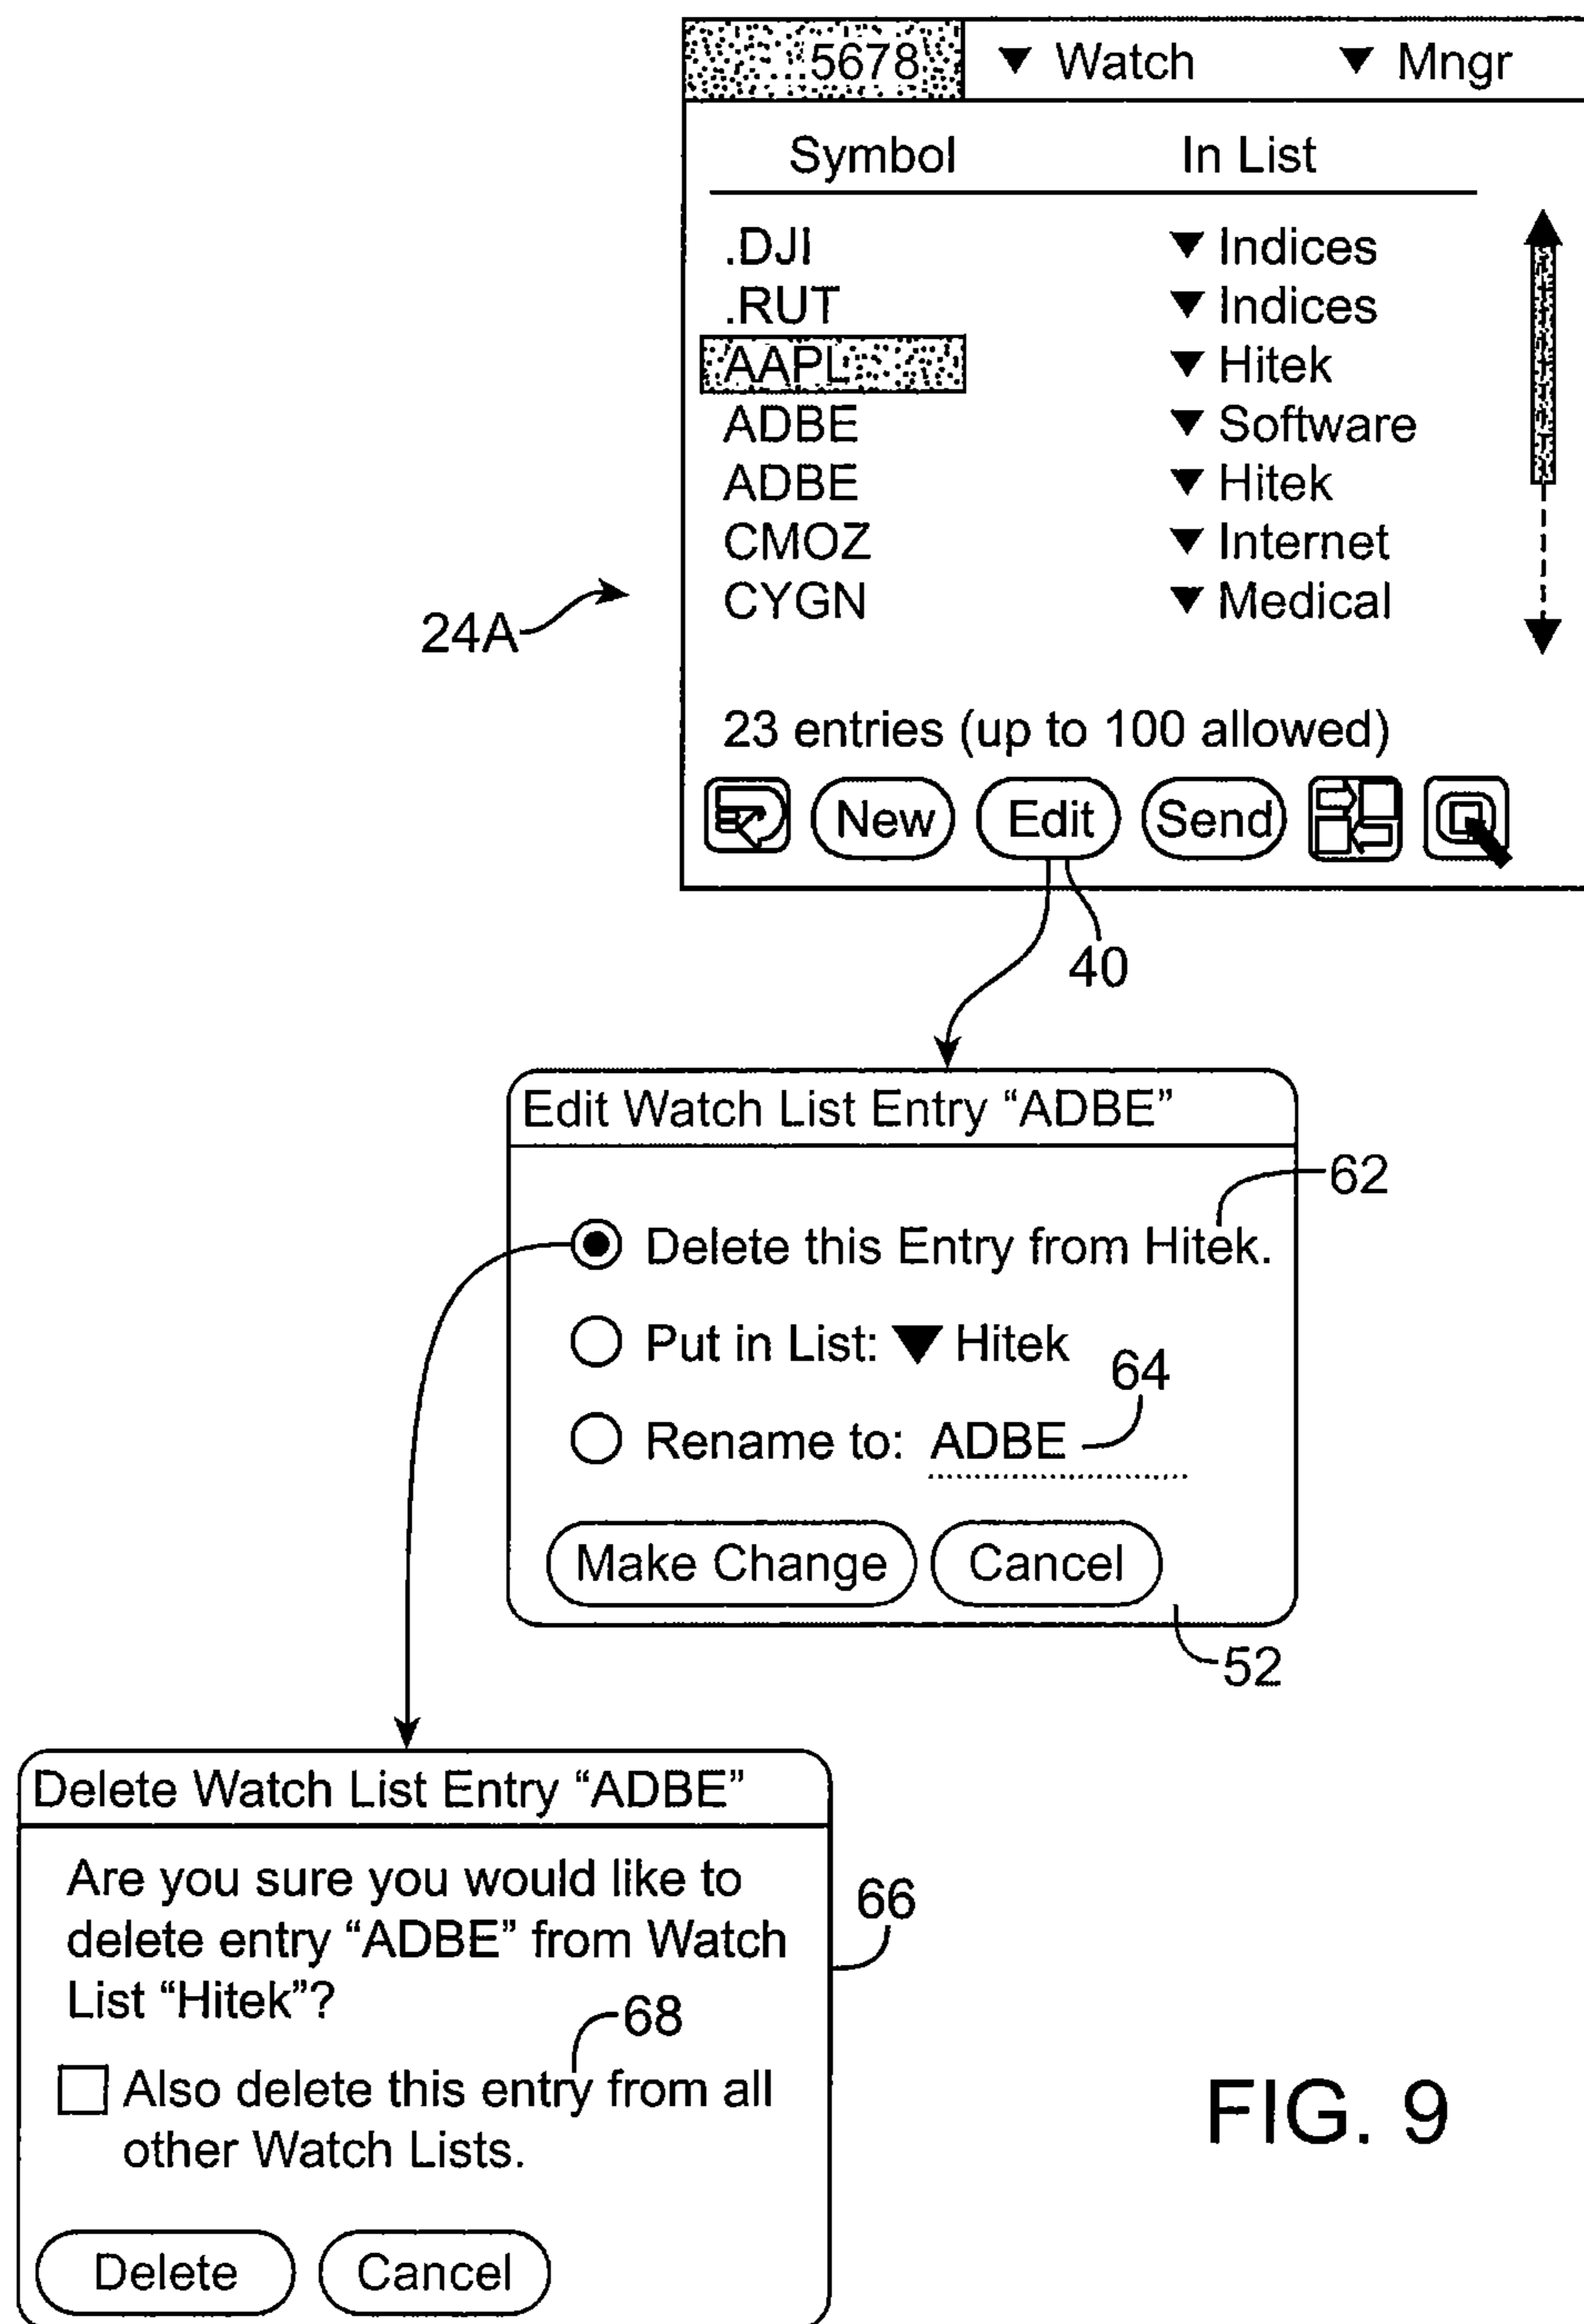 5678 ▼ Watch ▼ Mngr
Symbol In List
.DJI ▼ Indices
.RUT ▼ Indices
AAPL ▼ Hitek
ADBE ▼ Software
ADBE ▼ Hitek
CMOZ ▼ Internet
CYGN ▼ Medical
24A
23 entries (up to 100 allowed)
New Edit Send
40
Edit Watch List Entry “ADBE”
62
Delete this Entry from Hitek.
Put in List: ▼ Hitek
64
Rename to: ADBE
Make Change Cancel
52
Delete Watch List Entry “ADBE”
Are you sure you would like to
delete entry “ADBE” from Watch
List “Hitek”?
66
68
Also delete this entry from all
other Watch Lists.
Delete Cancel
FIG. 9